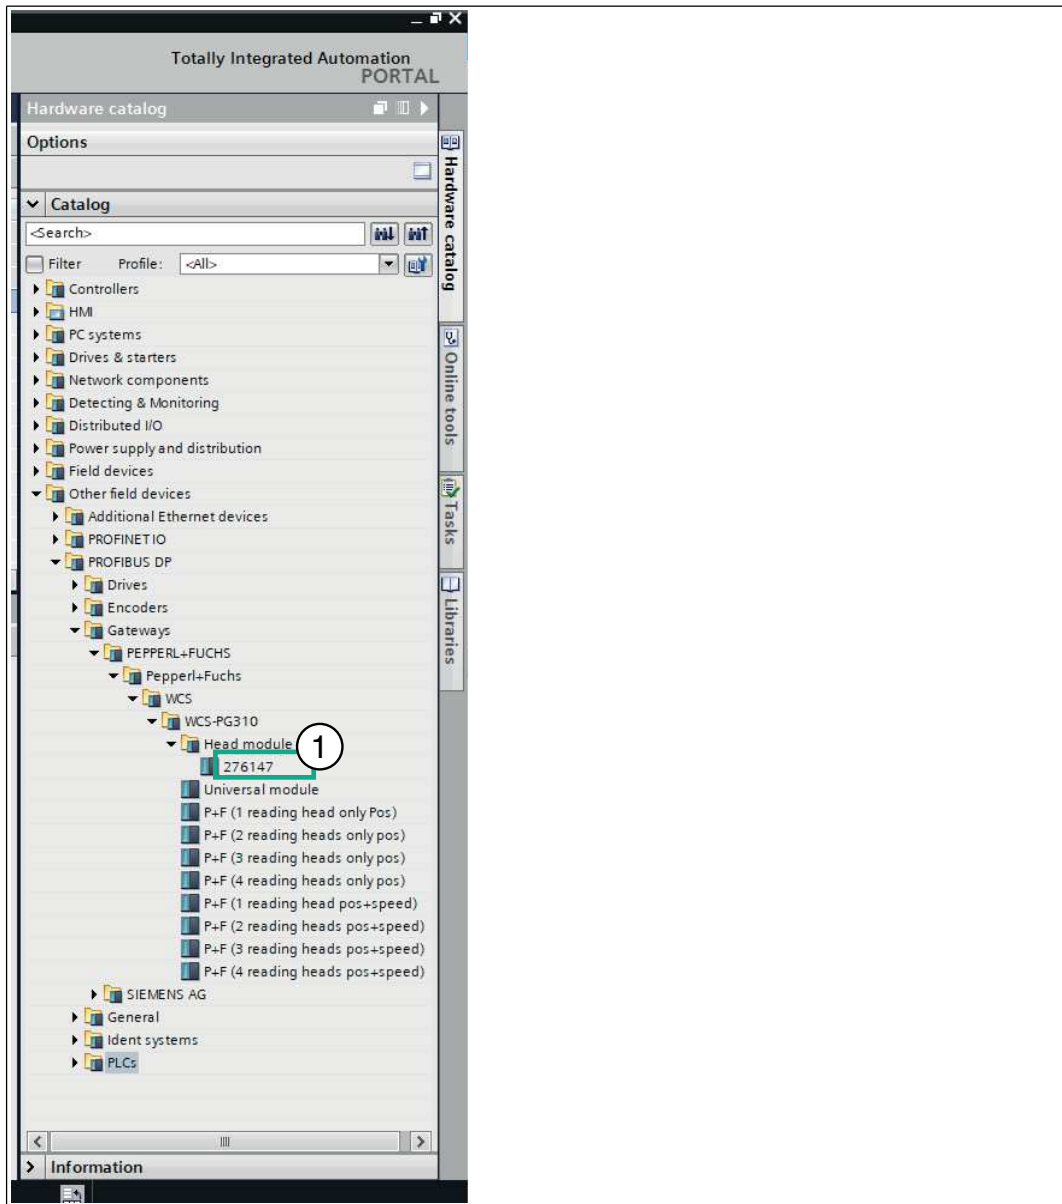 Totally Integrated Automation
PORTAL
Hardware catalog
Options
Catalog
<Search>
Filter Profile: <All>
Controllers
HMI
PC systems
Drives & starters
Network components
Detecting & Monitoring
Distributed I/O
Power supply and distribution
Field devices
Other field devices
Additional Ethernet devices
PROFINET IO
PROFIBUS DP
Drives
Encoders
Gateways
PEPPERL+FUCHS
Pepperl+Fuchs
WCS
WCS-PG310
Head module
1
276147
Universal module
P+F (1 reading head only Pos)
P+F (2 reading heads only pos)
P+F (3 reading heads only pos)
P+F (4 reading heads only pos)
P+F (1 reading head pos+speed)
P+F (2 reading heads pos+speed)
P+F (3 reading heads pos+speed)
P+F (4 reading heads pos+speed)
SIEMENS AG
General
Ident systems
PLCs
Information
Hardware catalog
Online tools
Tasks
Libraries